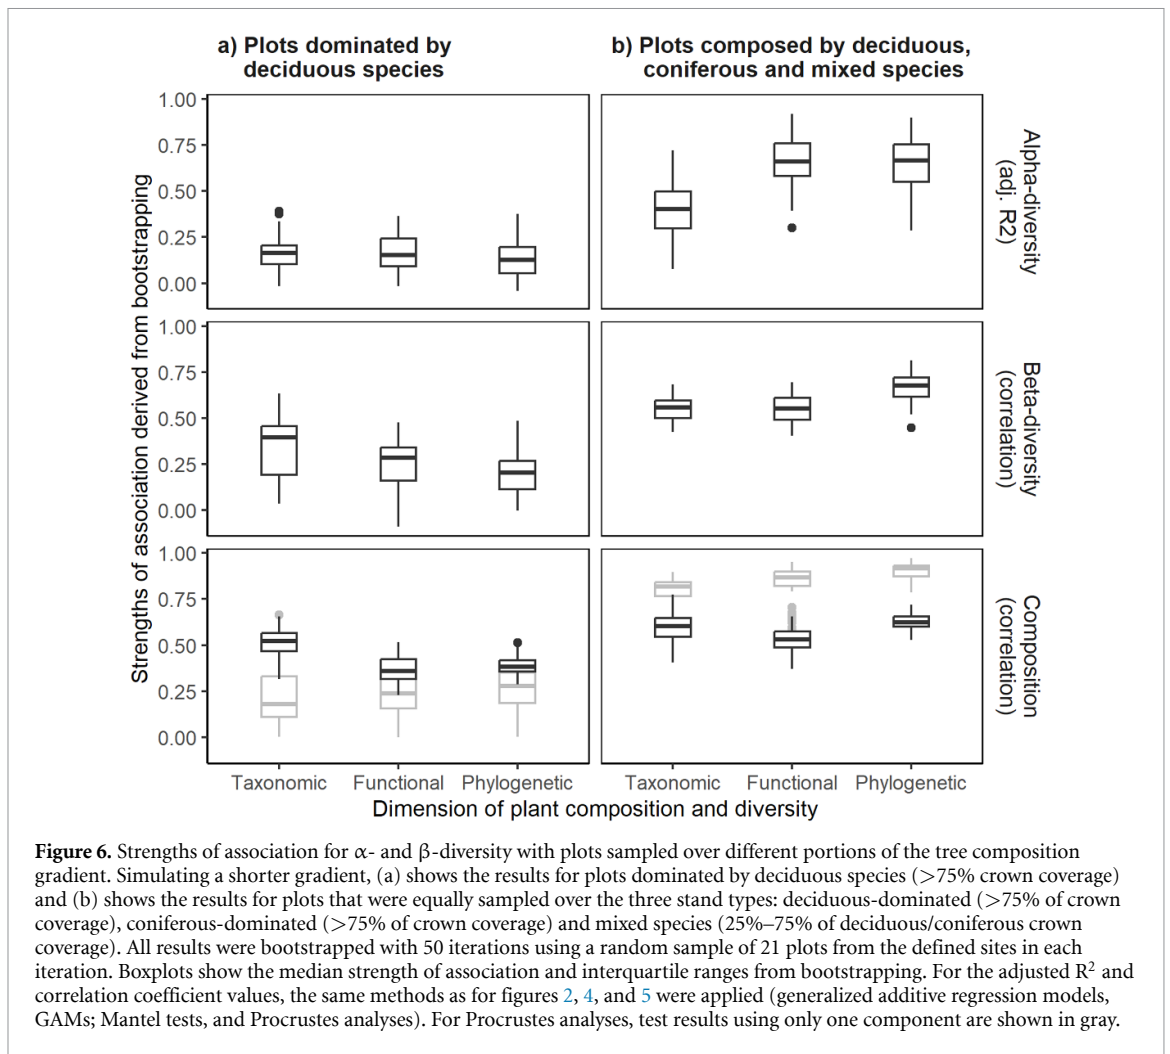 a) Plots dominated by
deciduous species
b) Plots composed by deciduous,
coniferous and mixed species
Strengths of association derived from bootstrapping
1.00
0.75
0.50
0.25
0.00
Alpha-diversity
(adj. R2)
1.00
0.75
0.50
0.25
0.00
Beta-diversity
(correlation)
1.00
0.75
0.50
0.25
0.00
Composition
(correlation)
Taxonomic Functional Phylogenetic
Taxonomic Functional Phylogenetic
Dimension of plant composition and diversity
Figure 6. Strengths of association for α- and β-diversity with plots sampled over different portions of the tree composition
gradient. Simulating a shorter gradient, (a) shows the results for plots dominated by deciduous species (>75% crown coverage)
and (b) shows the results for plots that were equally sampled over the three stand types: deciduous-dominated (>75% of crown
coverage), coniferous-dominated (>75% of crown coverage) and mixed species (25%–75% of deciduous/coniferous crown
coverage). All results were bootstrapped with 50 iterations using a random sample of 21 plots from the defined sites in each
iteration. Boxplots show the median strength of association and interquartile ranges from bootstrapping. For the adjusted R² and
correlation coefficient values, the same methods as for figures 2, 4, and 5 were applied (generalized additive regression models,
GAMs; Mantel tests, and Procrustes analyses). For Procrustes analyses, test results using only one component are shown in gray.